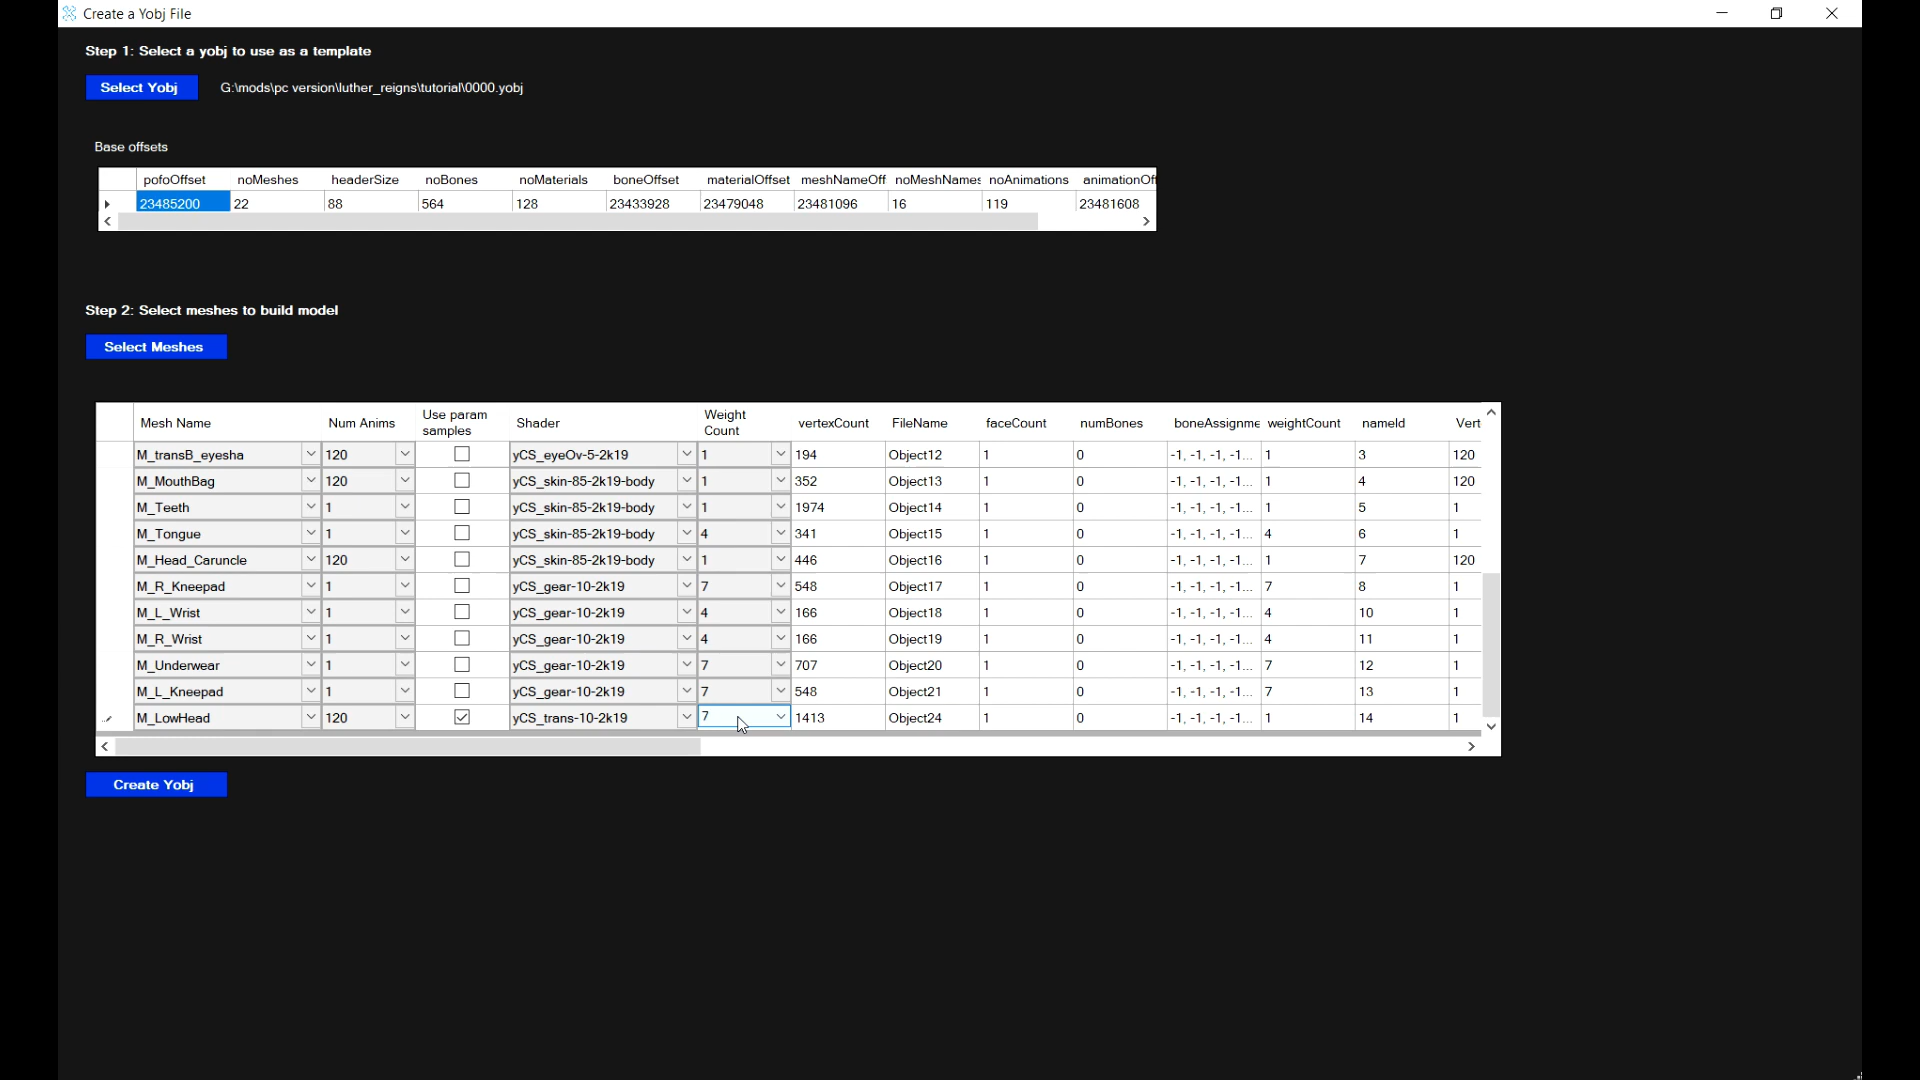 Create a Yobj File
Step 1: Select a yobj to use as a template
Select Yobj G:\mods\pc version\luther_reigns\tutorial\0000.yobj
Base offsets
pofoOffset noMeshes headerSize noBones noMaterials boneOffset materialOffset meshNameOff noMeshNames noAnimations animationOff
23485200 22 88 564 128 23433928 23479048 23481096 16 119 23481608
Step 2: Select meshes to build model
Select Meshes
Mesh Name Num Anims Use param samples Shader Weight Count vertexCount FileName faceCount numBones boneAssignme weightCount nameId Vert
M_transB_eyesha 120 yCS_eyeOv-5-2k19 1 194 Object12 1 0 -1, -1, -1, -1... 1 3 120
M_MouthBag 120 yCS_skin-85-2k19-body 1 352 Object13 1 0 -1, -1, -1, -1... 1 4 120
M_Teeth 1 yCS_skin-85-2k19-body 1 1974 Object14 1 0 -1, -1, -1, -1... 1 5 1
M_Tongue 1 yCS_skin-85-2k19-body 4 341 Object15 1 0 -1, -1, -1, -1... 4 6 1
M_Head_Caruncle 120 yCS_skin-85-2k19-body 1 446 Object16 1 0 -1, -1, -1, -1... 1 7 120
M_R_Kneepad 1 yCS_gear-10-2k19 7 548 Object17 1 0 -1, -1, -1, -1... 7 8 1
M_L_Wrist 1 yCS_gear-10-2k19 4 166 Object18 1 0 -1, -1, -1, -1... 4 10 1
M_R_Wrist 1 yCS_gear-10-2k19 4 166 Object19 1 0 -1, -1, -1, -1... 4 11 1
M_Underwear 1 yCS_gear-10-2k19 7 707 Object20 1 0 -1, -1, -1, -1... 7 12 1
M_L_Kneepad 1 yCS_gear-10-2k19 7 548 Object21 1 0 -1, -1, -1, -1... 7 13 1
M_LowHead 120 yCS_trans-10-2k19 7 1413 Object24 1 0 -1, -1, -1, -1... 1 14 1
Create Yobj